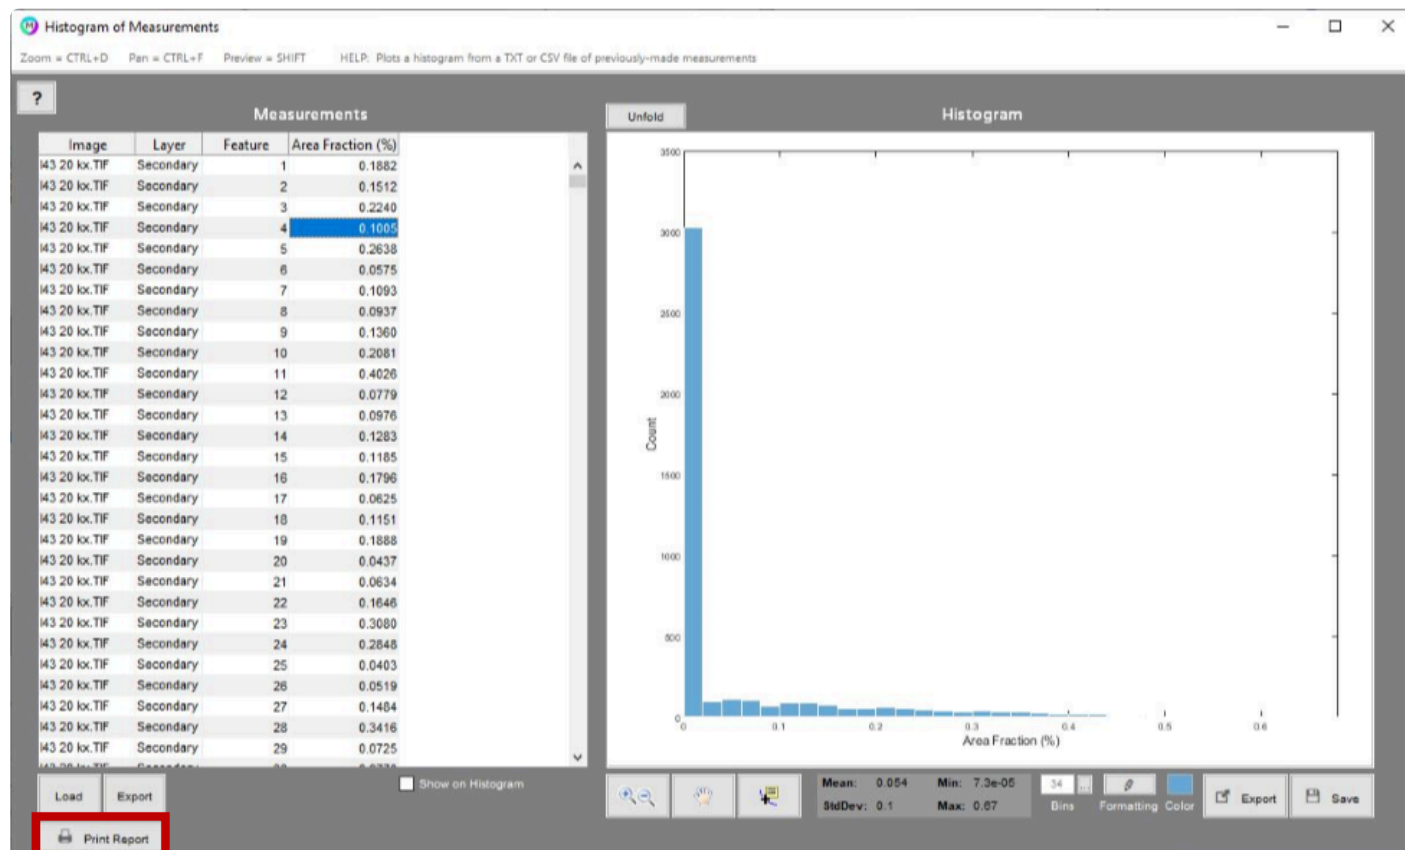 Histogram of Measurements
Zoom = CTRL+D Pan = CTRL+F Preview = SHIFT HELP: Plots a histogram from a TXT or CSV file of previously-made measurements
?
Measurements
Image Layer Feature Area Fraction (%)
I43 20 kx.TIF Secondary 1 0.1882
I43 20 kx.TIF Secondary 2 0.1512
I43 20 kx.TIF Secondary 3 0.2240
I43 20 kx.TIF Secondary 4 0.1005
I43 20 kx.TIF Secondary 5 0.2638
I43 20 kx.TIF Secondary 6 0.0575
I43 20 kx.TIF Secondary 7 0.1093
I43 20 kx.TIF Secondary 8 0.0937
I43 20 kx.TIF Secondary 9 0.1360
I43 20 kx.TIF Secondary 10 0.2081
I43 20 kx.TIF Secondary 11 0.4026
I43 20 kx.TIF Secondary 12 0.0779
I43 20 kx.TIF Secondary 13 0.0976
I43 20 kx.TIF Secondary 14 0.1283
I43 20 kx.TIF Secondary 15 0.1185
I43 20 kx.TIF Secondary 16 0.1796
I43 20 kx.TIF Secondary 17 0.0625
I43 20 kx.TIF Secondary 18 0.1151
I43 20 kx.TIF Secondary 19 0.1888
I43 20 kx.TIF Secondary 20 0.0437
I43 20 kx.TIF Secondary 21 0.0634
I43 20 kx.TIF Secondary 22 0.1646
I43 20 kx.TIF Secondary 23 0.3080
I43 20 kx.TIF Secondary 24 0.2848
I43 20 kx.TIF Secondary 25 0.0403
I43 20 kx.TIF Secondary 26 0.0519
I43 20 kx.TIF Secondary 27 0.1484
I43 20 kx.TIF Secondary 28 0.3416
I43 20 kx.TIF Secondary 29 0.0725
Load Export
Show on Histogram
Print Report
Unfold
Histogram
3500
3000
2500
2000
1500
1000
500
0
Count
0 0.1 0.2 0.3 0.4 0.5 0.6
Area Fraction (%)
Mean: 0.054 Min: 7.3e-05
StdDev: 0.1 Max: 0.67
34 ...
Bins Formatting Color
Export Save